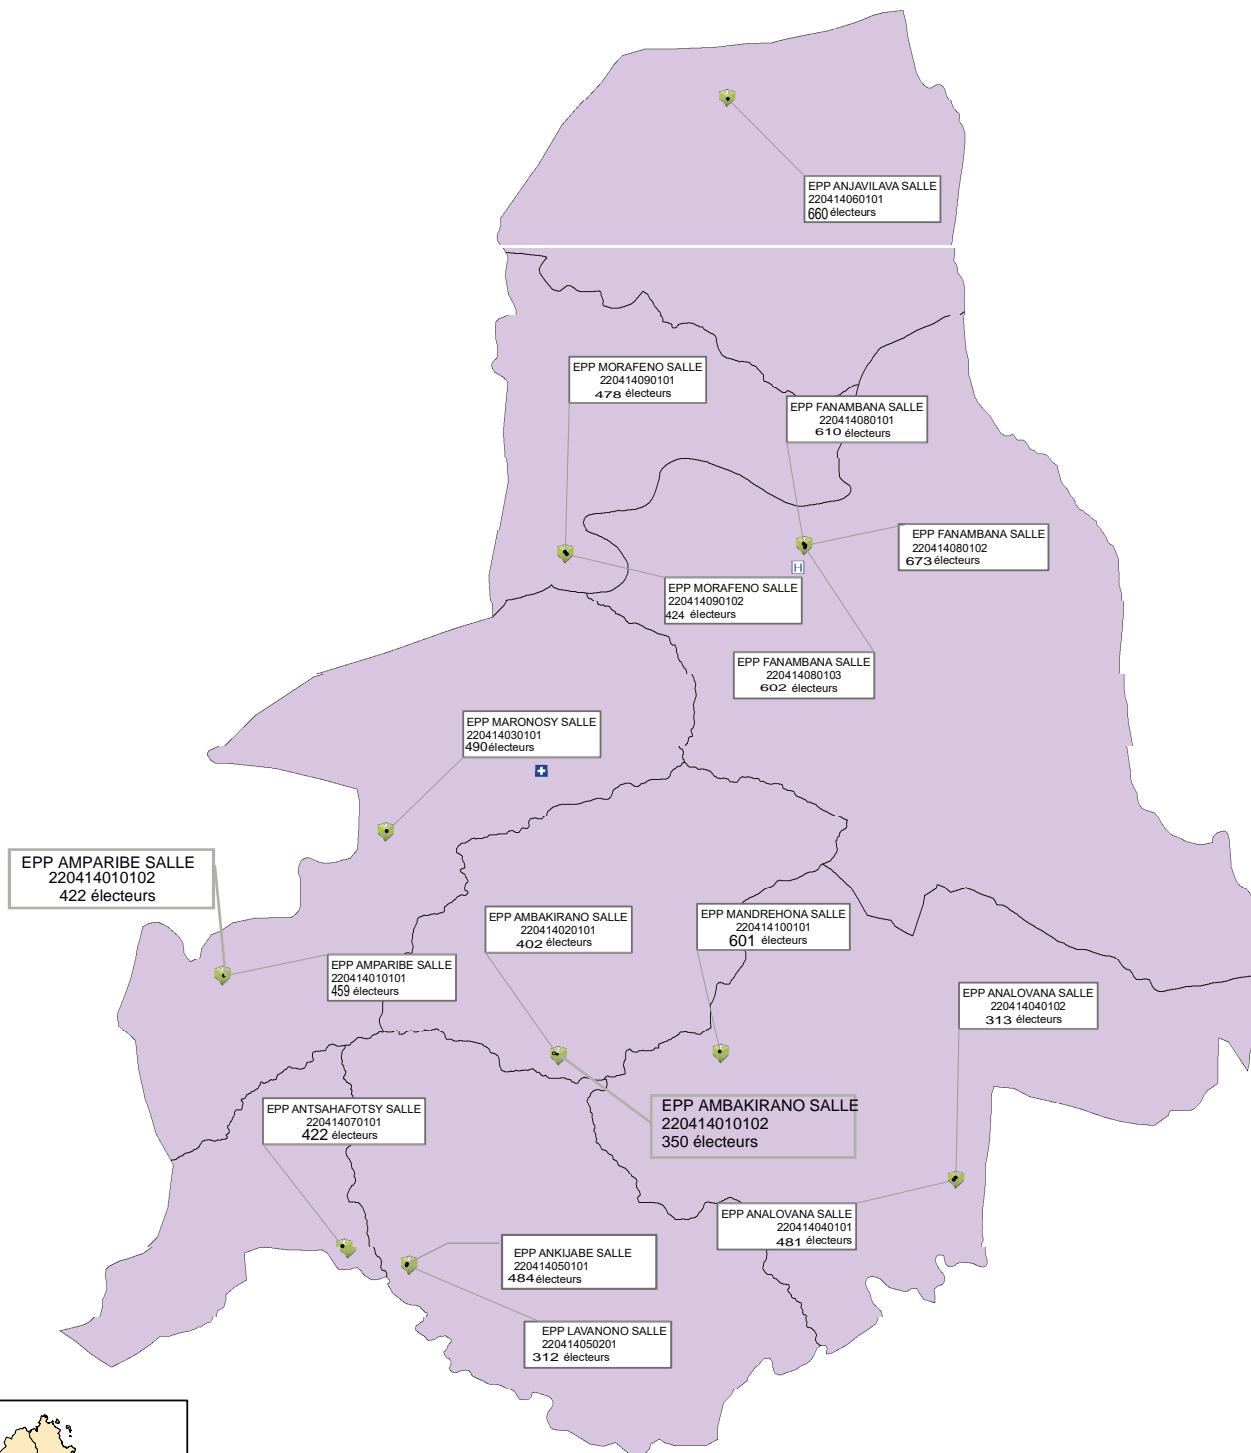 EPP ANJAVILAVA SALLE
220414060101
660 électeurs
EPP MORAFENO SALLE
220414090101
478 électeurs
EPP FANAMBANA SALLE
220414080101
610 électeurs
EPP FANAMBANA SALLE
220414080102
673 électeurs
H
EPP MORAFENO SALLE
220414090102
424 électeurs
EPP FANAMBANA SALLE
220414080103
602 électeurs
EPP MARONOSY SALLE
220414030101
490 électeurs
EPP AMPARIBE SALLE
220414010102
422 électeurs
EPP AMBAKIRANO SALLE
220414020101
402 électeurs
EPP MANDREHONA SALLE
220414100101
601 électeurs
EPP AMPARIBE SALLE
220414010101
459 électeurs
EPP ANALOVANA SALLE
220414040102
313 électeurs
EPP ANTSAHAFOTSY SALLE
220414070101
422 électeurs
EPP AMBAKIRANO SALLE
220414010102
350 électeurs
EPP ANALOVANA SALLE
220414040101
481 électeurs
EPP ANKIJABE SALLE
220414050101
484 électeurs
EPP LAVANONO SALLE
220414050201
312 électeurs